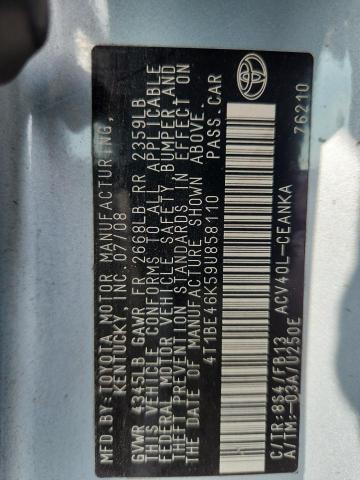 MFD. BY: TOYOTA MOTOR MANUFACTURING,
KENTUCKY, INC. 07/08
GVWR 4345LB GAWR FR 2668LB RR 2359LB
THIS VEHICLE CONFORMS TO ALL APPLICABLE
FEDERAL MOTOR VEHICLE SAFETY, BUMPER, AND
THEFT PREVENTION STANDARDS IN EFFECT ON
THE DATE OF MANUFACTURE SHOWN ABOVE.
4T1BE46K59U858110 PASS. CAR
C/TR:8S4/FB13 ACV40L-CEANKA
A/TM:-03A/U250E 76210